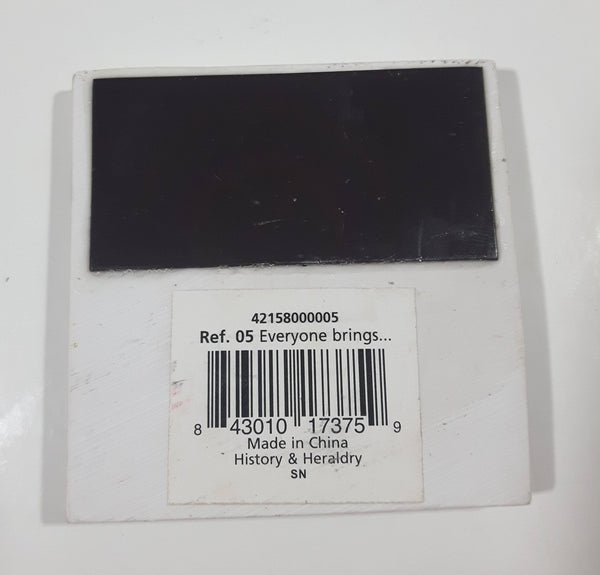 42158000005
Ref. 05 Everyone brings...
8 43010 17375 9
Made in China
History & Heraldry
SN